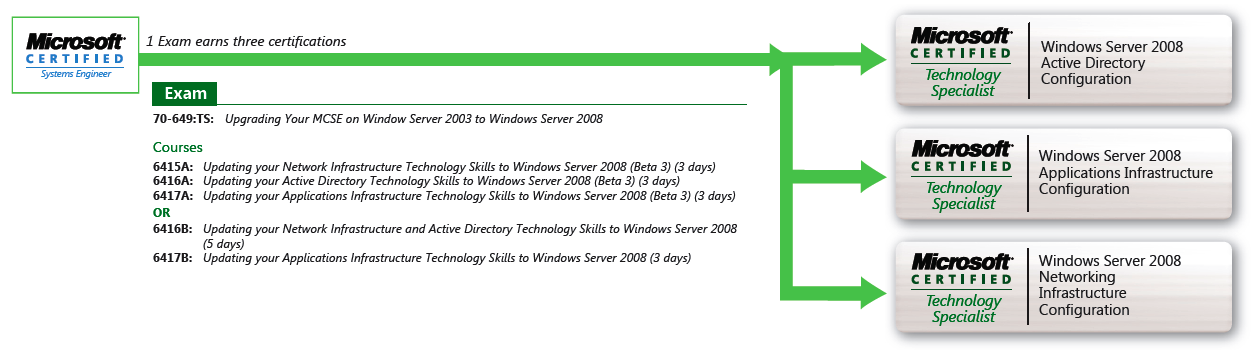 Microsoft
CERTIFIED
Systems Engineer
1 Exam earns three certifications
Exam
70-649:TS: Upgrading Your MCSE on Window Server 2003 to Windows Server 2008
Courses
6415A: Updating your Network Infrastructure Technology Skills to Windows Server 2008 (Beta 3) (3 days)
6416A: Updating your Active Directory Technology Skills to Windows Server 2008 (Beta 3) (3 days)
6417A: Updating your Applications Infrastructure Technology Skills to Windows Server 2008 (Beta 3) (3 days)
OR
6416B: Updating your Network Infrastructure and Active Directory Technology Skills to Windows Server 2008
(5 days)
6417B: Updating your Applications Infrastructure Technology Skills to Windows Server 2008 (3 days)
Microsoft
CERTIFIED
Technology
Specialist
Windows Server 2008
Active Directory
Configuration
Microsoft
CERTIFIED
Technology
Specialist
Windows Server 2008
Applications Infrastructure
Configuration
Microsoft
CERTIFIED
Technology
Specialist
Windows Server 2008
Networking
Infrastructure
Configuration